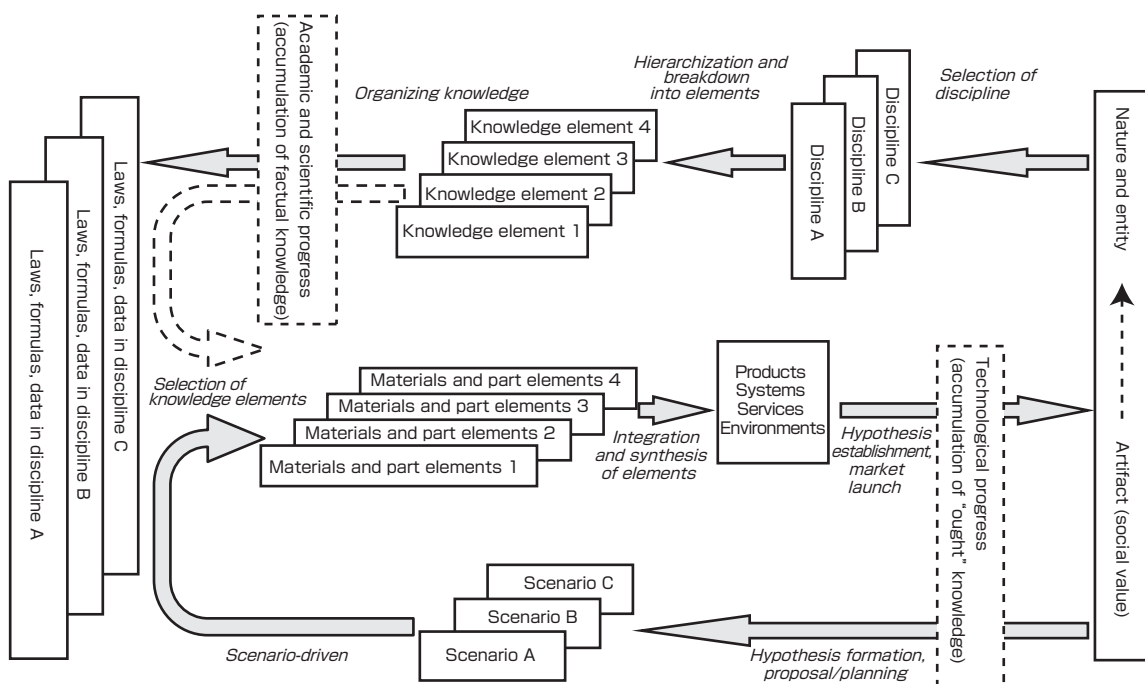 Academic and scientific progress
(accumulation of factual knowledge)
Organizing knowledge
Hierarchization and
breakdown
into elements
Selection of
discipline
Knowledge element 4
Knowledge element 3
Knowledge element 2
Knowledge element 1
Discipline C
Discipline B
Discipline A
Nature and entity
Artifact (social value)
Laws, formulas, data in discipline C
Laws, formulas, data in discipline B
Laws, formulas, data in discipline A
Selection of
knowledge elements
Materials and part elements 4
Materials and part elements 3
Materials and part elements 2
Materials and part elements 1
Integration
and synthesis
of elements
Products
Systems
Services
Environments
Hypothesis
establishment,
market
launch
Technological progress
(accumulation of “ought” knowledge)
Scenario C
Scenario B
Scenario A
Scenario-driven
Hypothesis formation,
proposal/planning